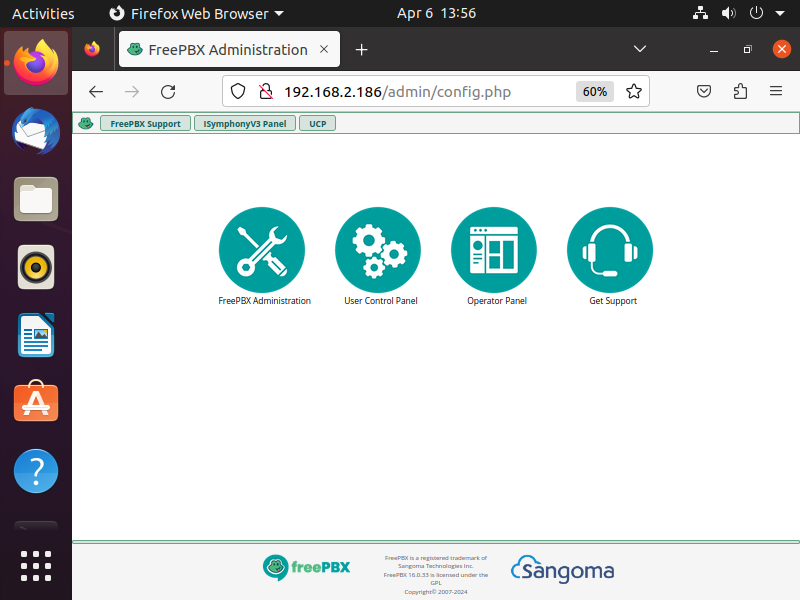 Activities
Firefox Web Browser
Apr 6 13:56
FreePBX Administration
192.168.2.186/admin/config.php
60%
FreePBX Support
ISymphonyV3 Panel
UCP
FreePBX Administration
User Control Panel
Operator Panel
Get Support
freePBX
FreePBX is a registered trademark of
Sangoma Technologies Inc.
FreePBX 16.0.33 is licensed under the
GPL
Copyright© 2007-2024
Sangoma